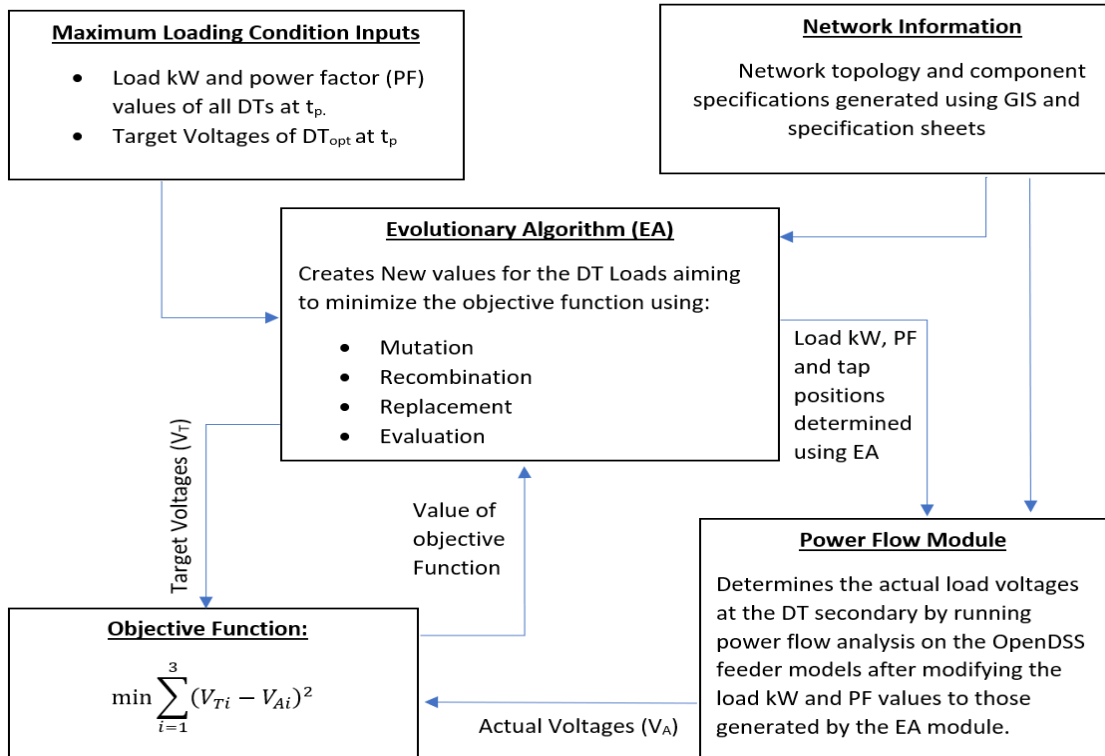 Maximum Loading Condition Inputs
• Load kW and power factor (PF)
values of all DTs at tp.
• Target Voltages of DTopt at tp
Network Information
Network topology and component
specifications generated using GIS and
specification sheets
Evolutionary Algorithm (EA)
Creates New values for the DT Loads aiming
to minimize the objective function using:
• Mutation
• Recombination
• Replacement
• Evaluation
Load kW, PF
and tap
positions
determined
using EA
Target Voltages (VT)
Value of
objective
Function
Power Flow Module
Determines the actual load voltages
at the DT secondary by running
power flow analysis on the OpenDSS
feeder models after modifying the
load kW and PF values to those
generated by the EA module.
Objective Function:
min ∑_{i=1}^{3} (V_{Ti} − V_{Ai})²
Actual Voltages (VA)